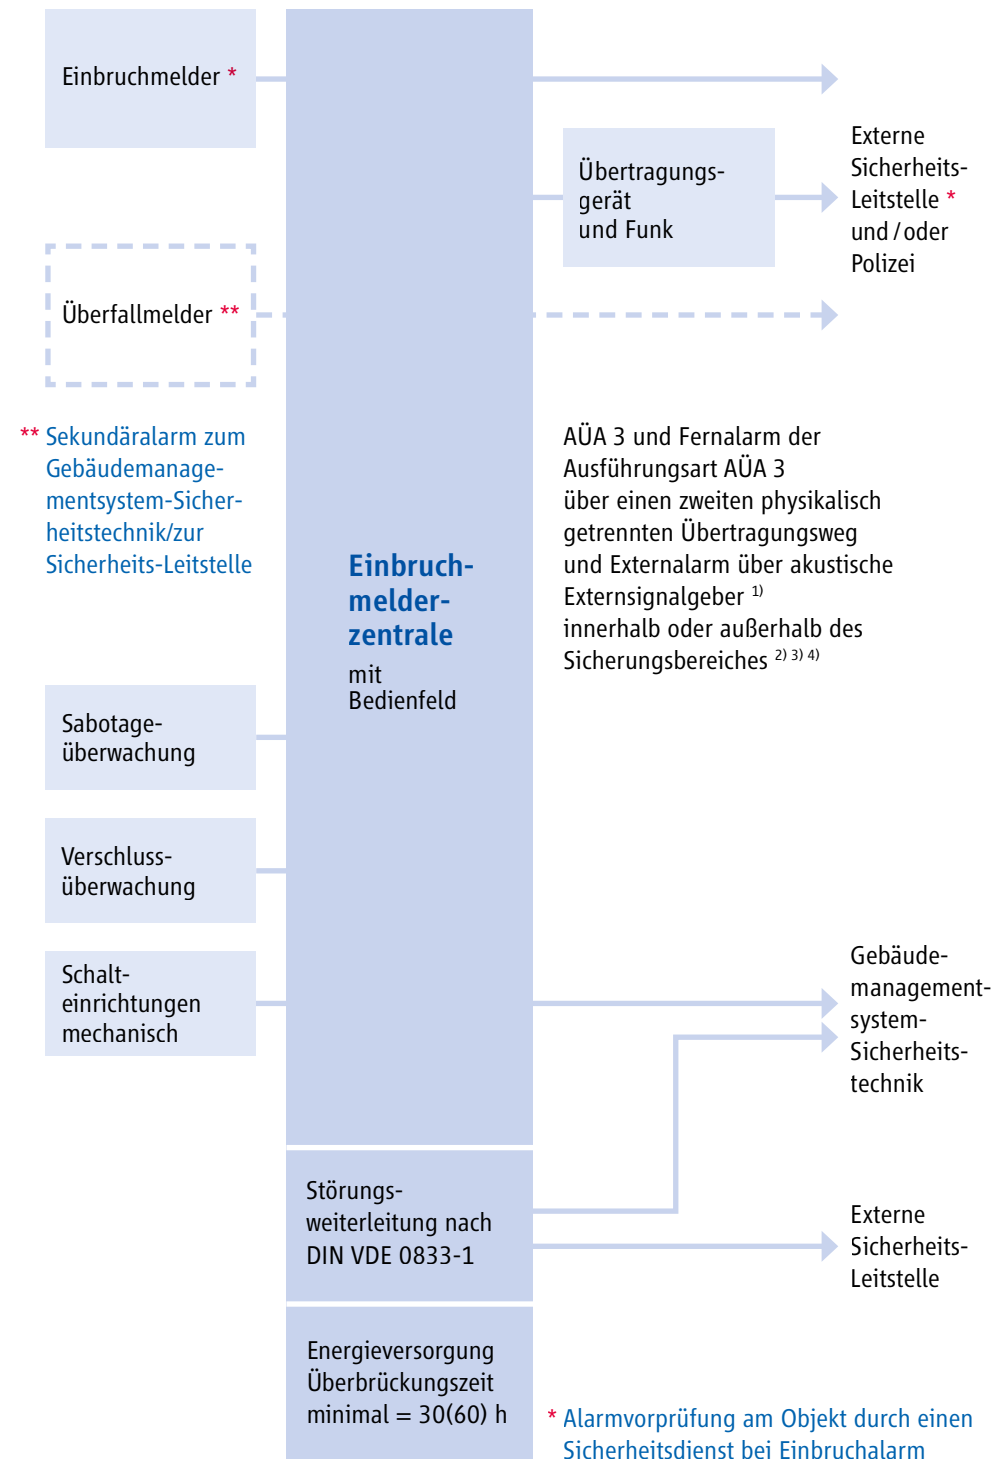 Einbruchmelder *
Externe
Sicherheits-
Leitstelle *
und/oder
Polizei
Übertragungs-
gerät
und Funk
Überfallmelder **
** Sekundäralarm zum
Gebäudemanage-
mentsystem-Sicher-
heitstechnik/zur
Sicherheits-Leitstelle
Einbruch-
melder-
zentrale
mit
Bedienfeld
AÜA 3 und Fernalarm der
Ausführungsart AÜA 3
über einen zweiten physikalisch
getrennten Übertragungsweg
und Externalarm über akustische
Externsignalgeber 1)
innerhalb oder außerhalb des
Sicherungsbereiches 2) 3) 4)
Sabotage-
überwachung
Verschluss-
überwachung
Schalt-
einrichtungen
mechanisch
Gebäude-
management-
system-
Sicherheits-
technik
Störungs-
weiterleitung nach
DIN VDE 0833-1
Externe
Sicherheits-
Leitstelle
Energieversorgung
Überbrückungszeit
minimal = 30(60) h
* Alarmvorprüfung am Objekt durch einen
Sicherheitsdienst bei Einbruchalarm